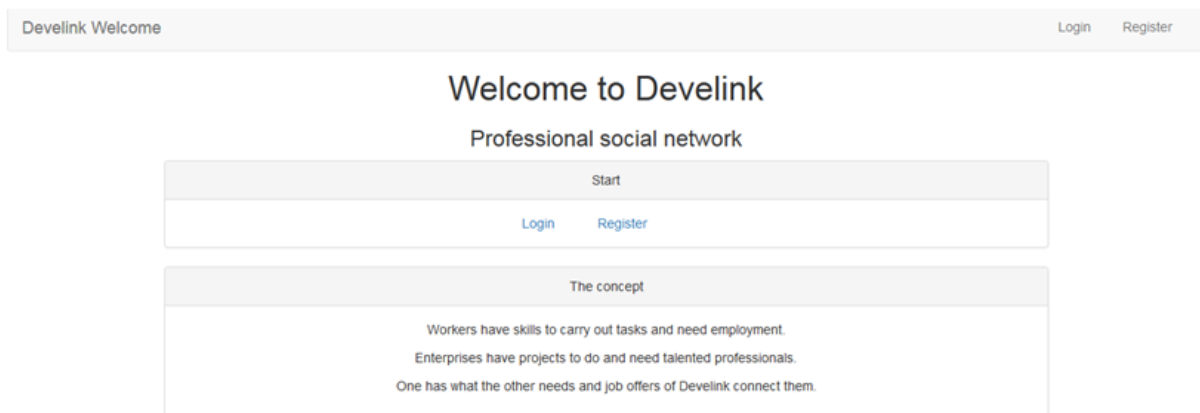 Develink Welcome Login Register
Welcome to Develink
Professional social network
Start
Login Register
The concept
Workers have skills to carry out tasks and need employment.
Enterprises have projects to do and need talented professionals.
One has what the other needs and job offers of Develink connect them.